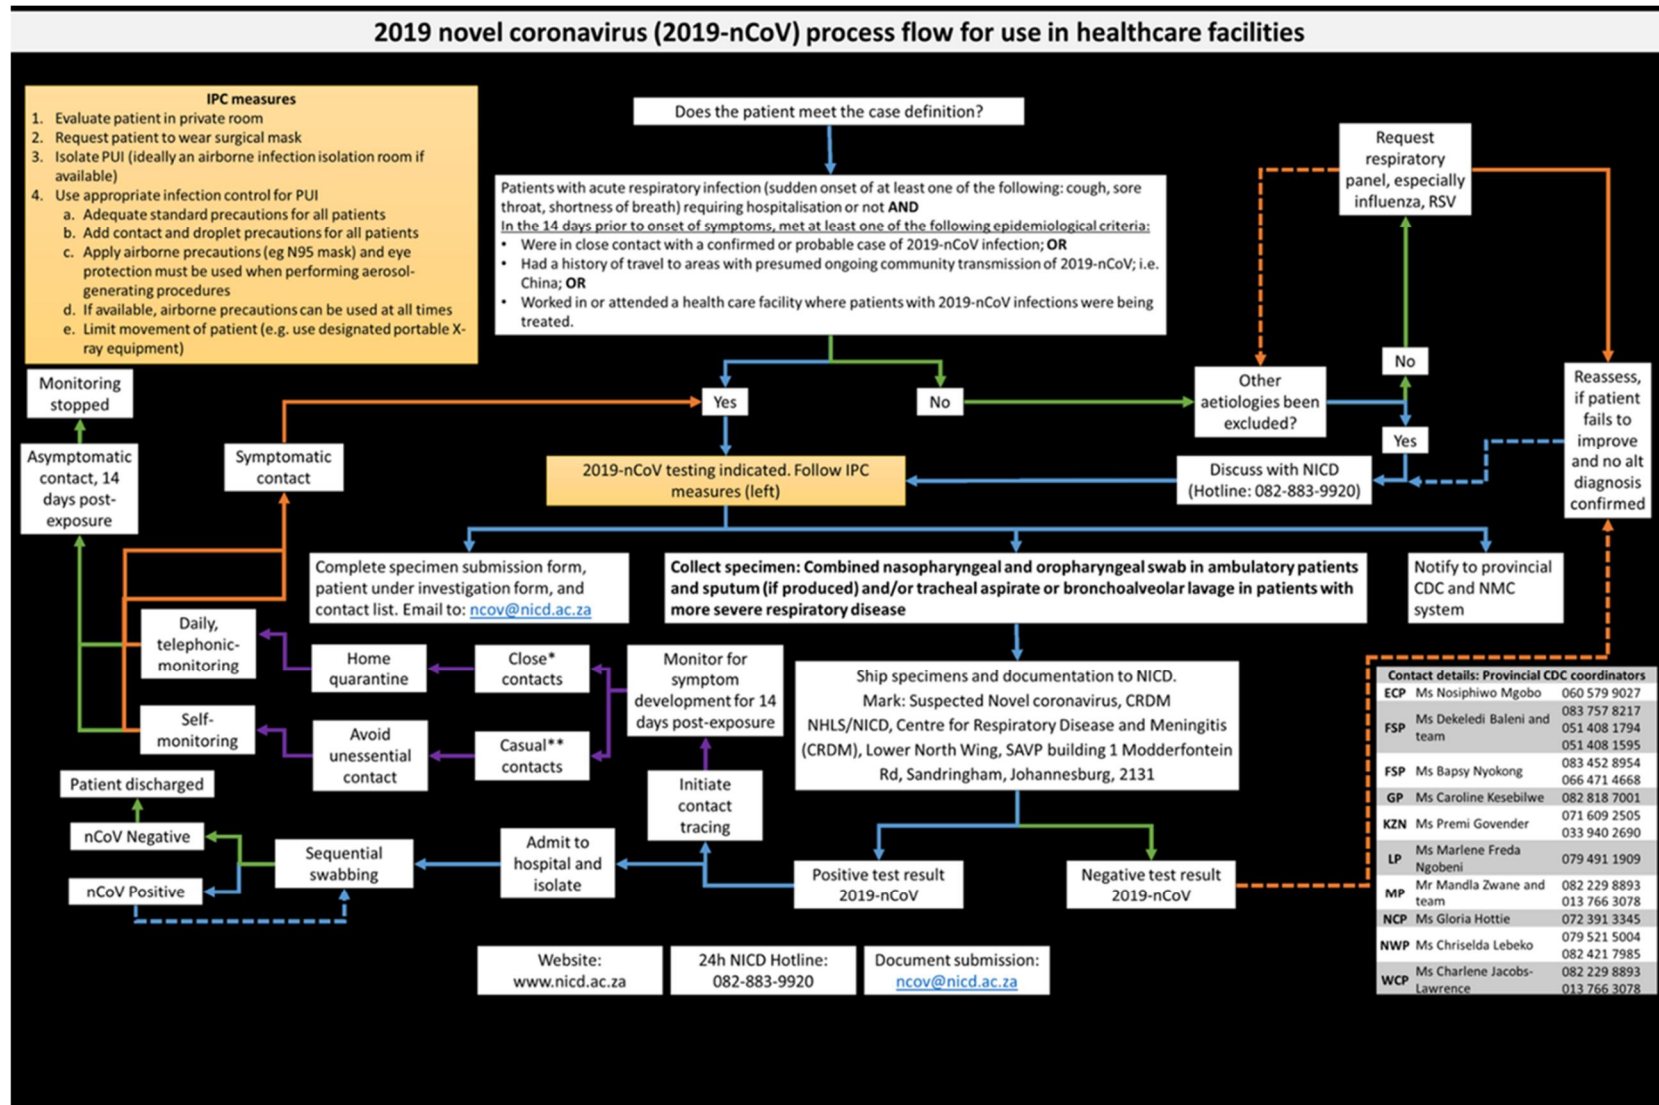 2019 novel coronavirus (2019-nCoV) process flow for use in healthcare facilities
IPC measures
1. Evaluate patient in private room
2. Request patient to wear surgical mask
3. Isolate PUI (ideally an airborne infection isolation room if
available)
4. Use appropriate infection control for PUI
a. Adequate standard precautions for all patients
b. Add contact and droplet precautions for all patients
c. Apply airborne precautions (eg N95 mask) and eye
protection must be used when performing aerosol-
generating procedures
d. If available, airborne precautions can be used at all times
e. Limit movement of patient (e.g. use designated portable X-
ray equipment)
Does the patient meet the case definition?
Patients with acute respiratory infection (sudden onset of at least one of the following: cough, sore
throat, shortness of breath) requiring hospitalisation or not AND
In the 14 days prior to onset of symptoms, met at least one of the following epidemiological criteria:
• Were in close contact with a confirmed or probable case of 2019-nCoV infection; OR
• Had a history of travel to areas with presumed ongoing community transmission of 2019-nCoV; i.e.
China; OR
• Worked in or attended a health care facility where patients with 2019-nCoV infections were being
treated.
Request
respiratory
panel, especially
influenza, RSV
Yes
No
Other
aetiologies been
excluded?
No
Yes
Reassess,
if patient
fails to
improve
and no alt
diagnosis
confirmed
Discuss with NICD
(Hotline: 082-883-9920)
2019-nCoV testing indicated. Follow IPC
measures (left)
Monitoring
stopped
Asymptomatic
contact, 14
days post-
exposure
Symptomatic
contact
Complete specimen submission form,
patient under investigation form, and
contact list. Email to: ncov@nicd.ac.za
Collect specimen: Combined nasopharyngeal and oropharyngeal swab in ambulatory patients
and sputum (if produced) and/or tracheal aspirate or bronchoalveolar lavage in patients with
more severe respiratory disease
Notify to provincial
CDC and NMC
system
Daily,
telephonic-
monitoring
Home
quarantine
Close*
contacts
Monitor for
symptom
development for 14
days post-exposure
Self-
monitoring
Avoid
unessential
contact
Casual**
contacts
Ship specimens and documentation to NICD.
Mark: Suspected Novel coronavirus, CRDM
NHLS/NICD, Centre for Respiratory Disease and Meningitis
(CRDM), Lower North Wing, SAVP building 1 Modderfontein
Rd, Sandringham, Johannesburg, 2131
Initiate
contact
tracing
Patient discharged
nCoV Negative
nCoV Positive
Sequential
swabbing
Admit to
hospital and
isolate
Positive test result
2019-nCoV
Negative test result
2019-nCoV
Contact details: Provincial CDC coordinators
ECP Ms Nosiphiwo Mgobo 060 579 9027
FSP Ms Dekeledi Baleni and team 083 757 8217
051 408 1794
051 408 1595
FSP Ms Bapsy Nyokong 083 452 8954
066 471 4668
GP Ms Caroline Kesebilwe 082 818 7001
KZN Ms Premi Govender 071 609 2505
033 940 2690
LP Ms Marlene Freda Ngobeni 079 491 1909
MP Mr Mandla Zwane and team 082 229 8893
013 766 3078
NCP Ms Gloria Hottie 072 391 3345
NWP Ms Chriselda Lebeko 079 521 5004
082 421 7985
WCP Ms Charlene Jacobs-Lawrence 082 229 8893
013 766 3078
Website:
www.nicd.ac.za
24h NICD Hotline:
082-883-9920
Document submission:
ncov@nicd.ac.za